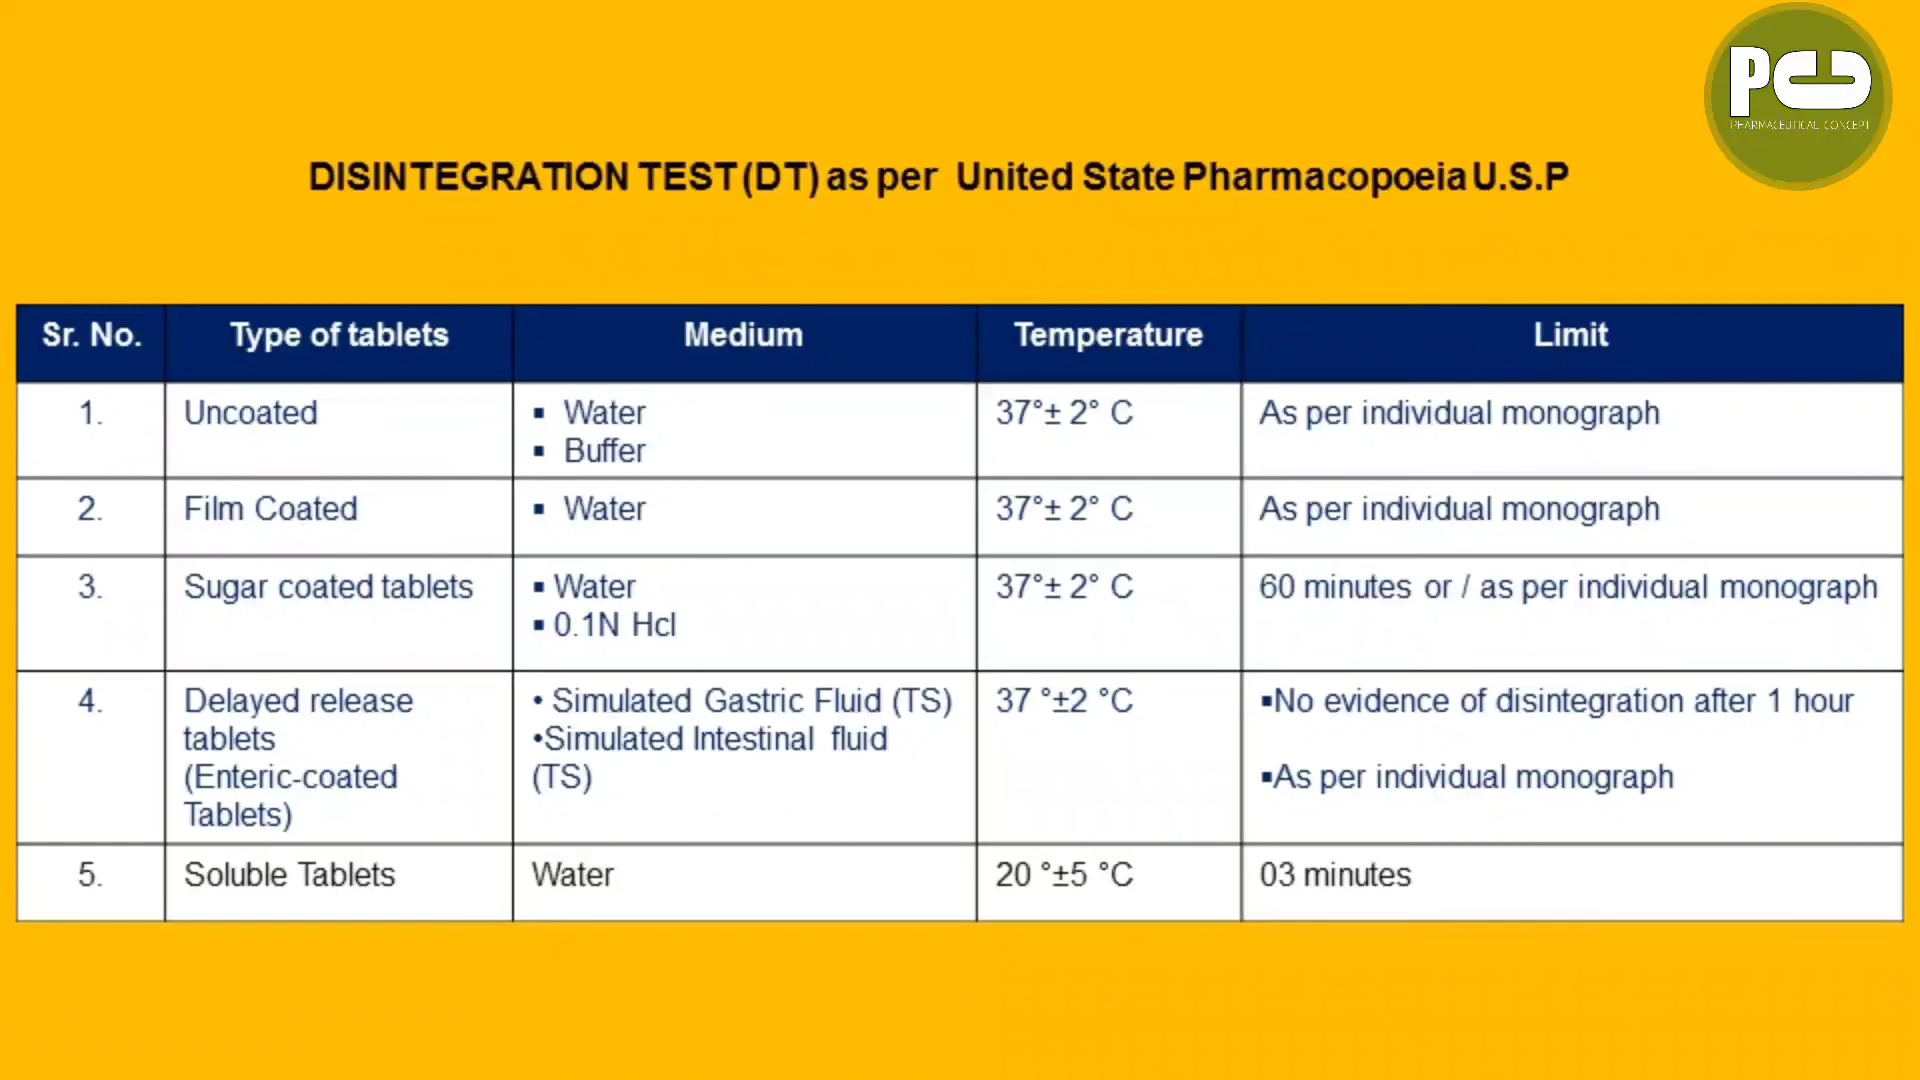 PCD
PHARMACEUTICAL CONCEPT
DISINTEGRATION TEST (DT) as per United State Pharmacopoeia U.S.P
Sr. No. Type of tablets Medium Temperature Limit
1. Uncoated ▪ Water 37°± 2° C As per individual monograph
▪ Buffer
2. Film Coated ▪ Water 37°± 2° C As per individual monograph
3. Sugar coated tablets ▪ Water 37°± 2° C 60 minutes or / as per individual monograph
▪ 0.1N Hcl
4. Delayed release • Simulated Gastric Fluid (TS) 37 °±2 °C ▪No evidence of disintegration after 1 hour
tablets •Simulated Intestinal fluid
(Enteric-coated (TS) ▪As per individual monograph
Tablets)
5. Soluble Tablets Water 20 °±5 °C 03 minutes